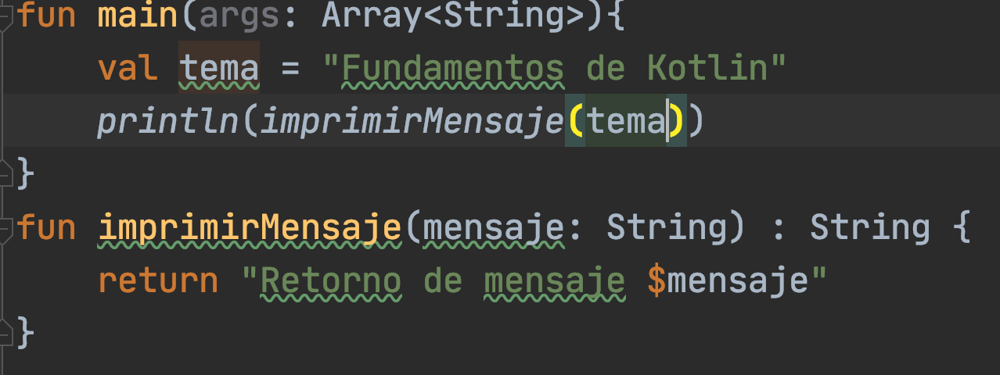 fun main(args: Array<String>){
val tema = "Fundamentos de Kotlin"
println(imprimirMensaje(tema))
}
fun imprimirMensaje(mensaje: String) : String {
return "Retorno de mensaje $mensaje"
}